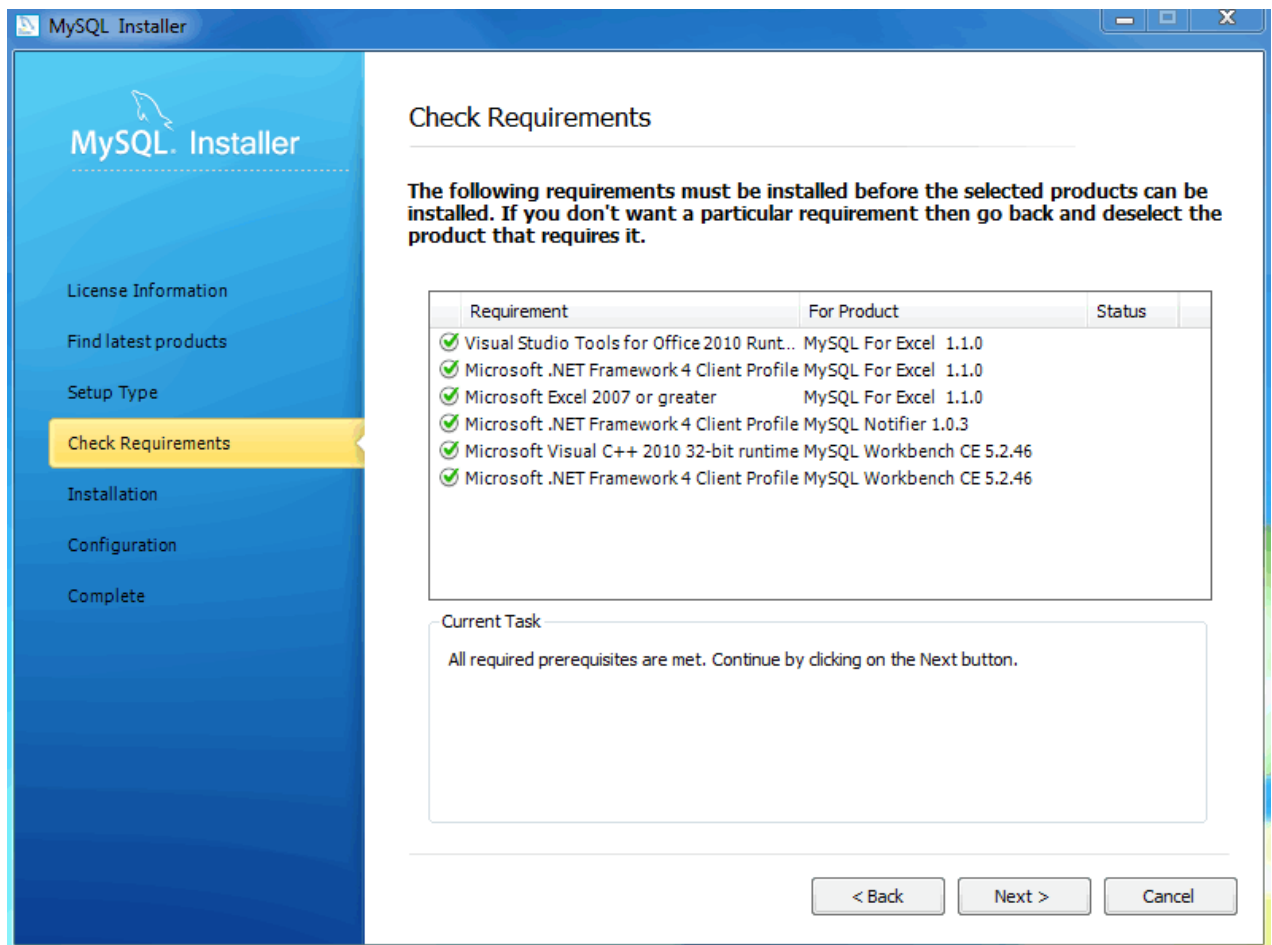 MySQL Installer
MySQL. Installer
License Information
Find latest products
Setup Type
Check Requirements
Installation
Configuration
Complete
Check Requirements
The following requirements must be installed before the selected products can be
installed. If you don't want a particular requirement then go back and deselect the
product that requires it.
Requirement For Product Status
Visual Studio Tools for Office 2010 Runt... MySQL For Excel 1.1.0
Microsoft .NET Framework 4 Client Profile MySQL For Excel 1.1.0
Microsoft Excel 2007 or greater MySQL For Excel 1.1.0
Microsoft .NET Framework 4 Client Profile MySQL Notifier 1.0.3
Microsoft Visual C++ 2010 32-bit runtime MySQL Workbench CE 5.2.46
Microsoft .NET Framework 4 Client Profile MySQL Workbench CE 5.2.46
Current Task
All required prerequisites are met. Continue by clicking on the Next button.
< Back Next > Cancel